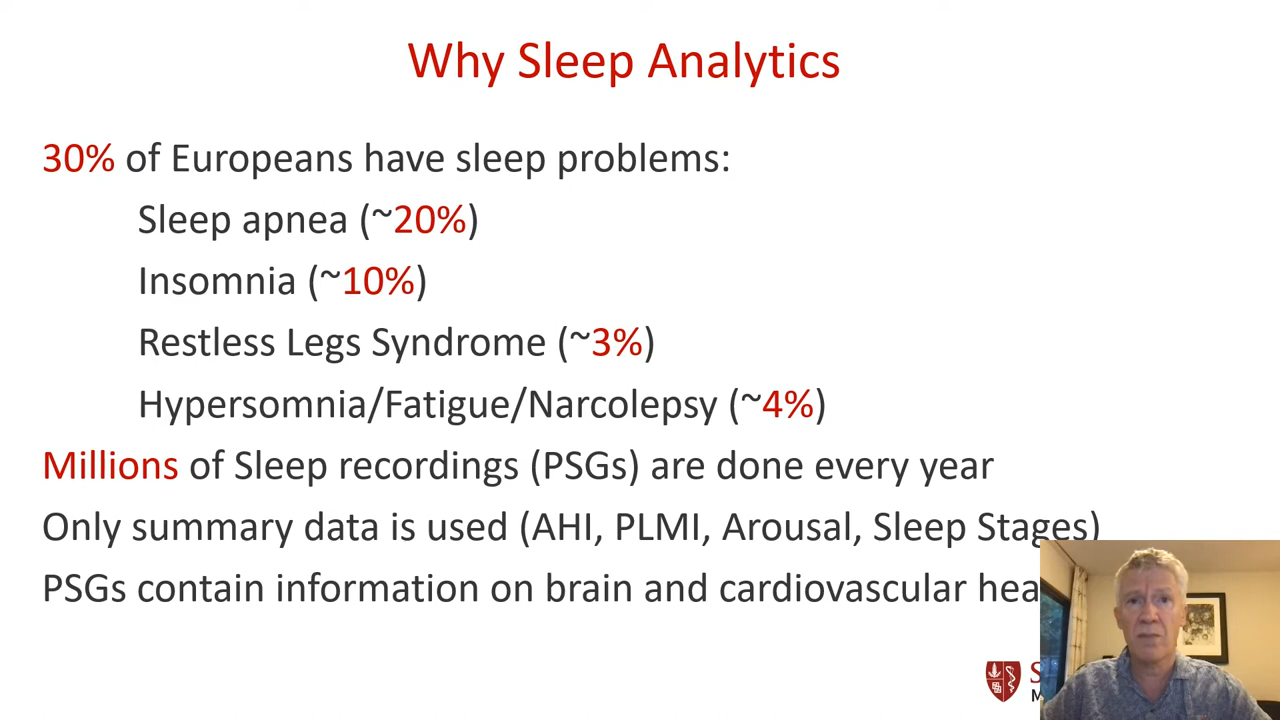 Why Sleep Analytics
30% of Europeans have sleep problems:
Sleep apnea (~20%)
Insomnia (~10%)
Restless Legs Syndrome (~3%)
Hypersomnia/Fatigue/Narcolepsy (~4%)
Millions of Sleep recordings (PSGs) are done every year
Only summary data is used (AHI, PLMI, Arousal, Sleep Stages)
PSGs contain information on brain and cardiovascular